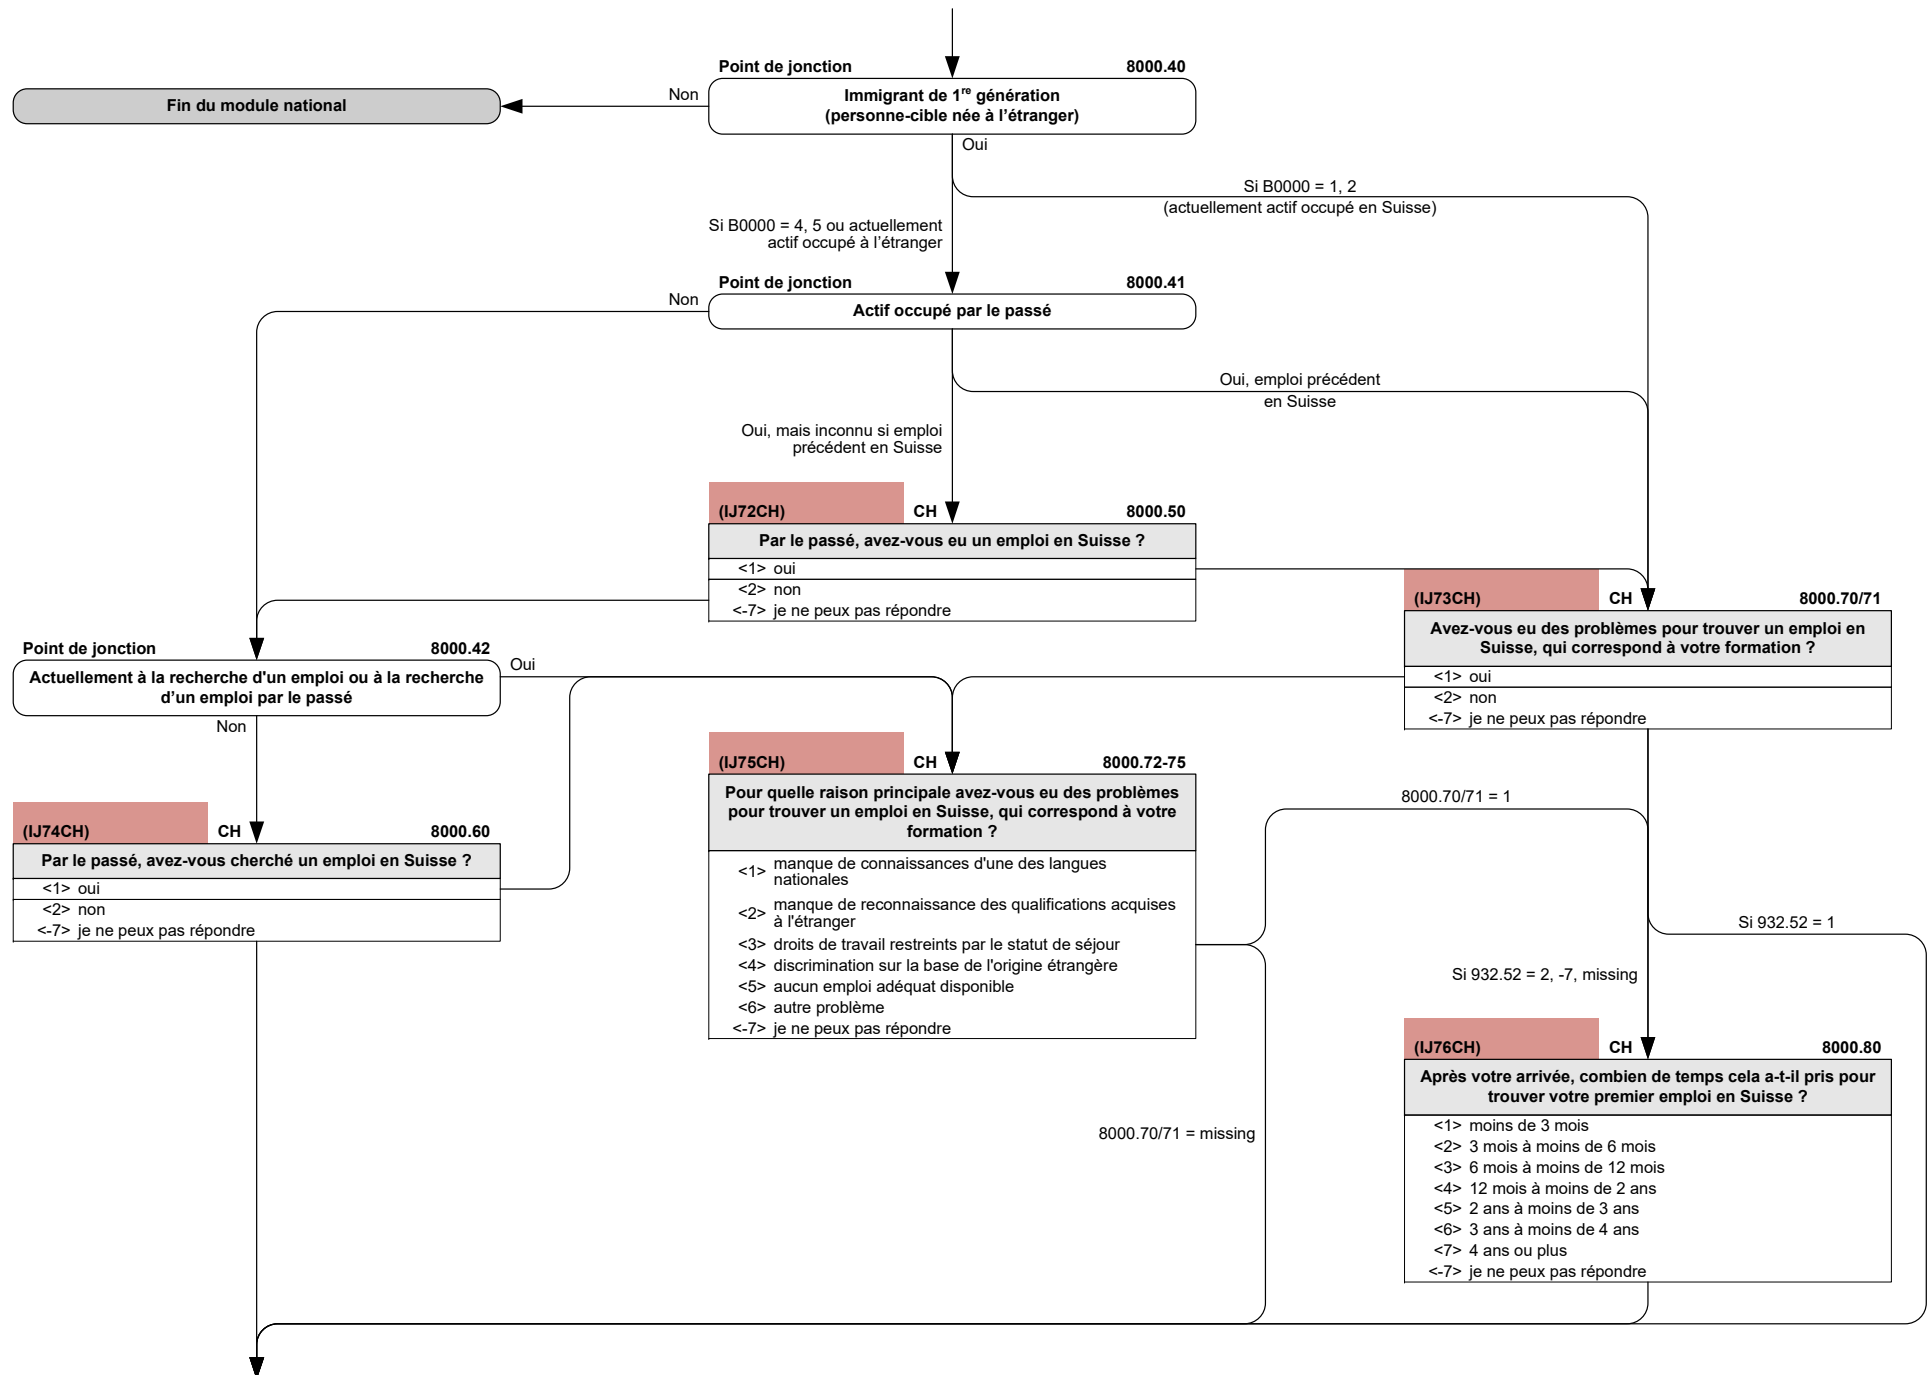 Point de jonction 8000.40
Immigrant de 1re génération
(personne-cible née à l’étranger)
Non
Fin du module national
Oui
Si B0000 = 1, 2
(actuellement actif occupé en Suisse)
Si B0000 = 4, 5 ou actuellement
actif occupé à l’étranger
Point de jonction 8000.41
Actif occupé par le passé
Non
Oui, emploi précédent
en Suisse
Oui, mais inconnu si emploi
précédent en Suisse
(IJ72CH) CH 8000.50
Par le passé, avez-vous eu un emploi en Suisse ?
<1> oui
<2> non
<-7> je ne peux pas répondre
(IJ73CH) CH 8000.70/71
Avez-vous eu des problèmes pour trouver un emploi en
Suisse, qui correspond à votre formation ?
<1> oui
<2> non
<-7> je ne peux pas répondre
Point de jonction 8000.42
Actuellement à la recherche d'un emploi ou à la recherche
d’un emploi par le passé
Oui
Non
(IJ75CH) CH 8000.72-75
Pour quelle raison principale avez-vous eu des problèmes
pour trouver un emploi en Suisse, qui correspond à votre
formation ?
<1> manque de connaissances d'une des langues
nationales
<2> manque de reconnaissance des qualifications acquises
à l'étranger
<3> droits de travail restreints par le statut de séjour
<4> discrimination sur la base de l'origine étrangère
<5> aucun emploi adéquat disponible
<6> autre problème
<-7> je ne peux pas répondre
(IJ74CH) CH 8000.60
Par le passé, avez-vous cherché un emploi en Suisse ?
<1> oui
<2> non
<-7> je ne peux pas répondre
8000.70/71 = 1
Si 932.52 = 1
Si 932.52 = 2, -7, missing
8000.70/71 = missing
(IJ76CH) CH 8000.80
Après votre arrivée, combien de temps cela a-t-il pris pour
trouver votre premier emploi en Suisse ?
<1> moins de 3 mois
<2> 3 mois à moins de 6 mois
<3> 6 mois à moins de 12 mois
<4> 12 mois à moins de 2 ans
<5> 2 ans à moins de 3 ans
<6> 3 ans à moins de 4 ans
<7> 4 ans ou plus
<-7> je ne peux pas répondre